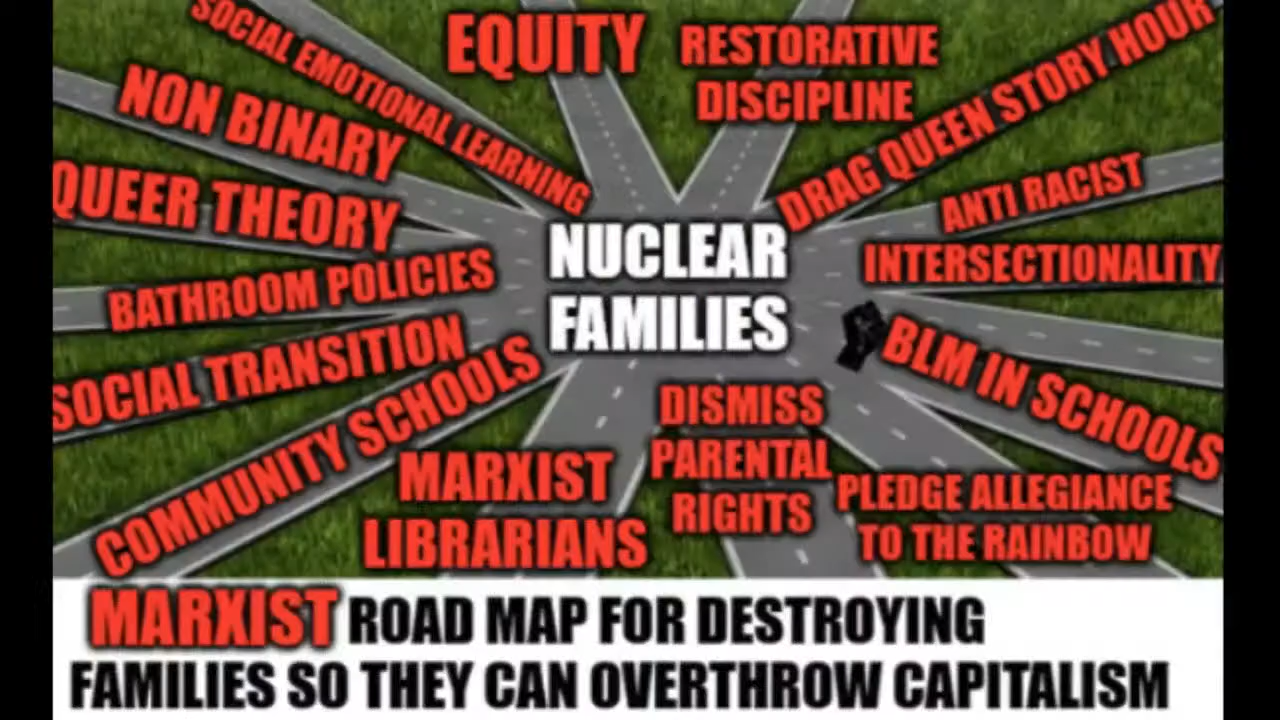 SOCIAL EMOTIONAL LEARNING
EQUITY
RESTORATIVE
DISCIPLINE
DRAG QUEEN STORY HOUR
NON BINARY
ANTI RACIST
QUEER THEORY
NUCLEAR
FAMILIES
INTERSECTIONALITY
BATHROOM POLICIES
SOCIAL TRANSITION
BLM IN SCHOOLS
COMMUNITY SCHOOLS
DISMISS
PARENTAL
RIGHTS
MARXIST
LIBRARIANS
PLEDGE ALLEGIANCE
TO THE RAINBOW
MARXIST ROAD MAP FOR DESTROYING
FAMILIES SO THEY CAN OVERTHROW CAPITALISM